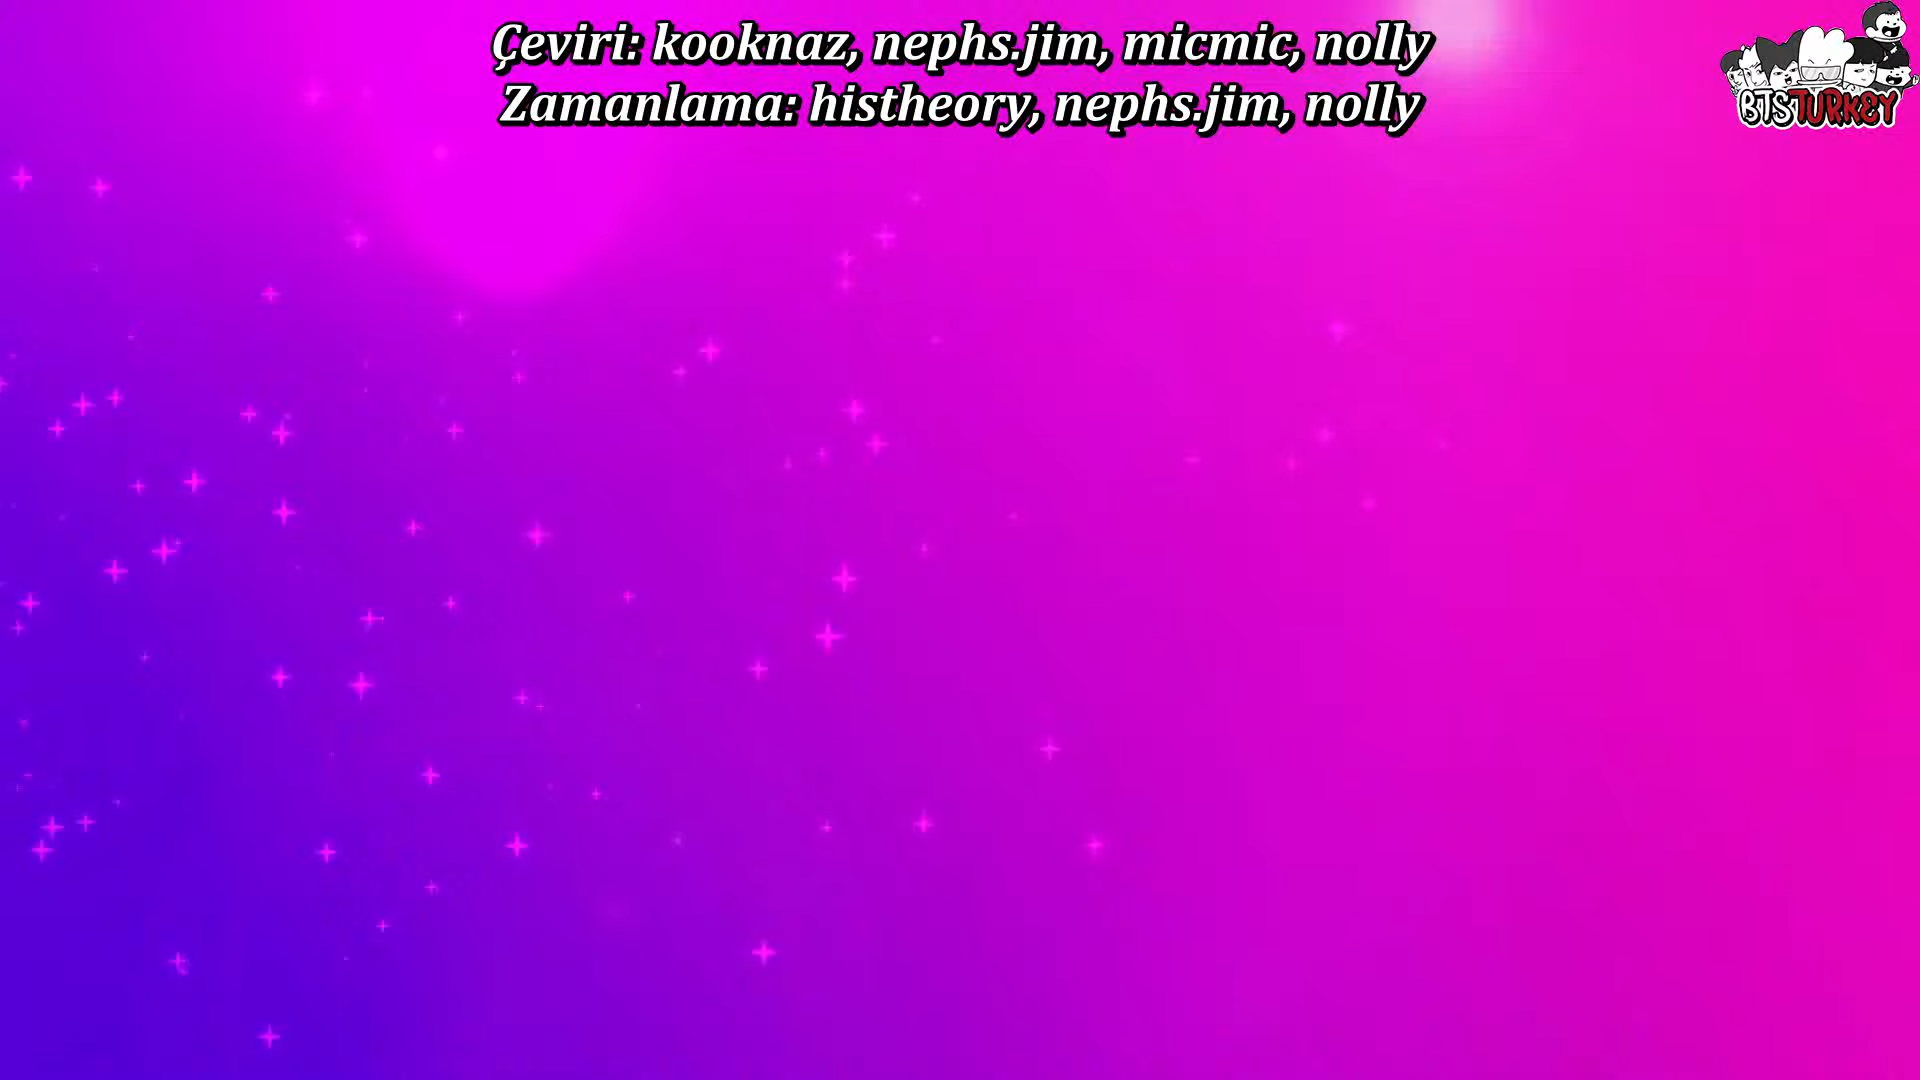 Çeviri: kooknaz, nephs.jim, micmic, nolly
Zamanlama: histheory, nephs.jim, nolly
BTSTURKEY